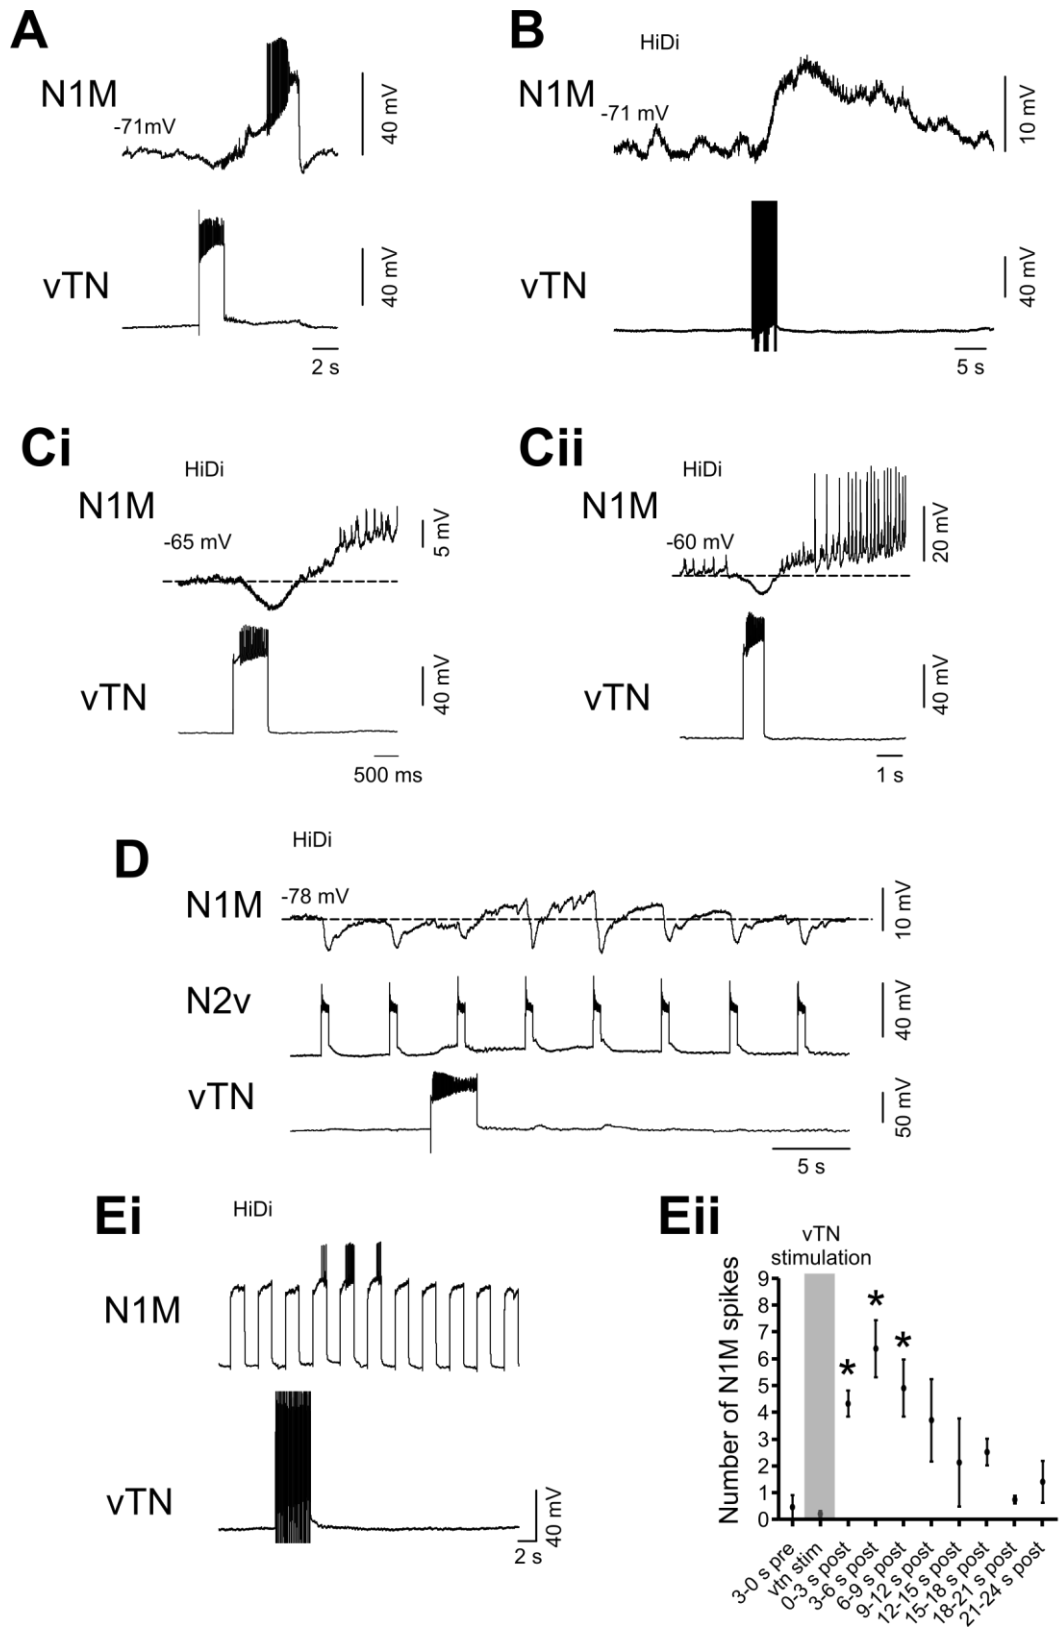 A
N1M
-71mV
40 mV
vTN
40 mV
2 s
B
HiDi
N1M
-71 mV
10 mV
vTN
40 mV
5 s
Ci
HiDi
N1M
-65 mV
5 mV
vTN
40 mV
500 ms
Cii
HiDi
N1M
-60 mV
20 mV
vTN
40 mV
1 s
D
HiDi
N1M
-78 mV
10 mV
N2v
40 mV
vTN
50 mV
5 s
Ei
HiDi
N1M
vTN
40 mV
2 s
Eii
vTN
stimulation
Number of N1M spikes
9
8
7
6
5
4
3
2
1
0
*
*
*
3-0 s pre
vtn stim
0-3 s post
3-6 s post
6-9 s post
9-12 s post
12-15 s post
15-18 s post
18-21 s post
21-24 s post